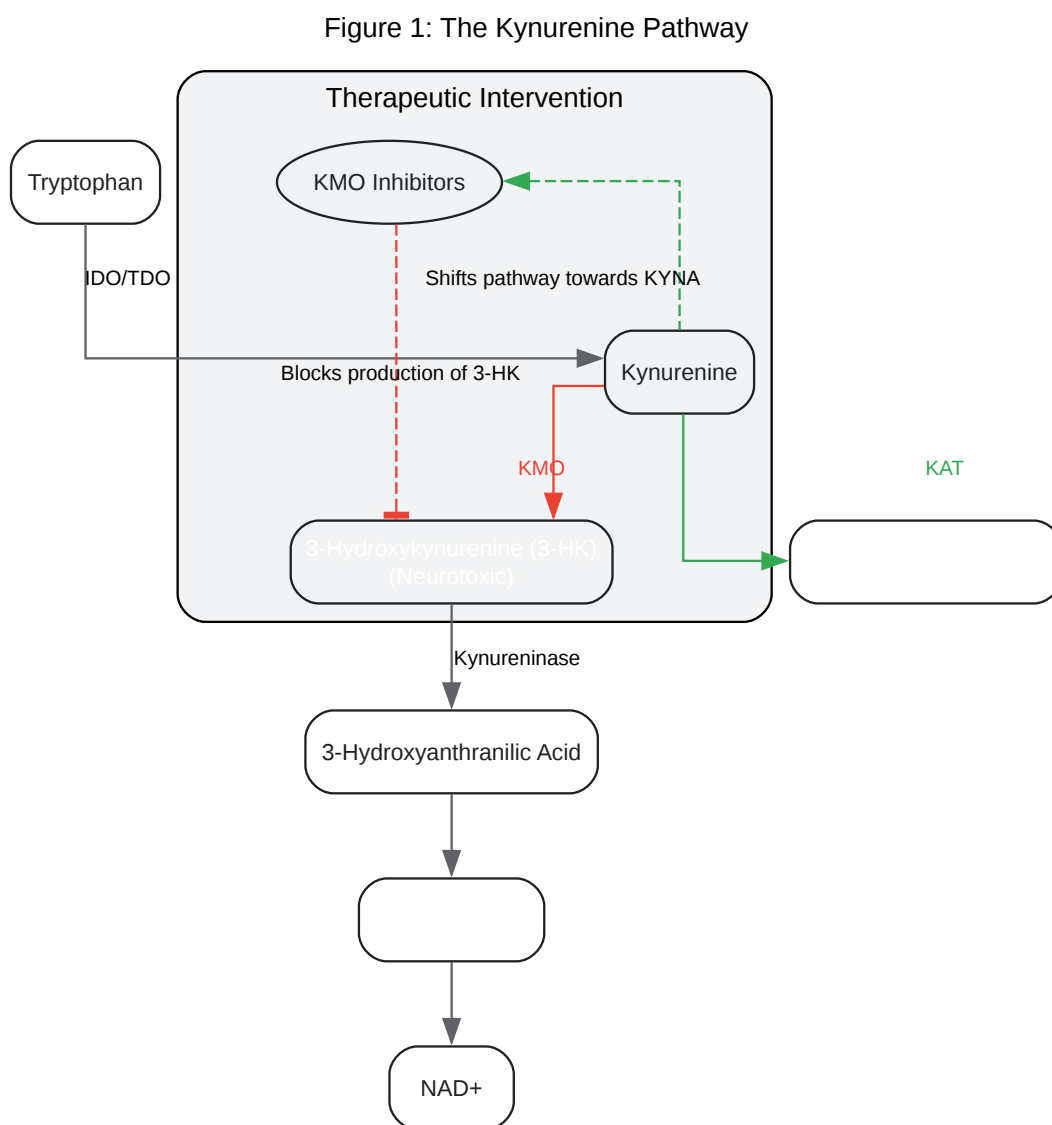 Figure 1: The Kynurenine Pathway
Therapeutic Intervention
Tryptophan
KMO Inhibitors
IDO/TDO
Shifts pathway towards KYNA
Blocks production of 3-HK
Kynurenine
KMO
KAT
3-Hydroxykynurenine (3-HK)
(Neurotoxic)
Kynureninase
3-Hydroxyanthranilic Acid
NAD+